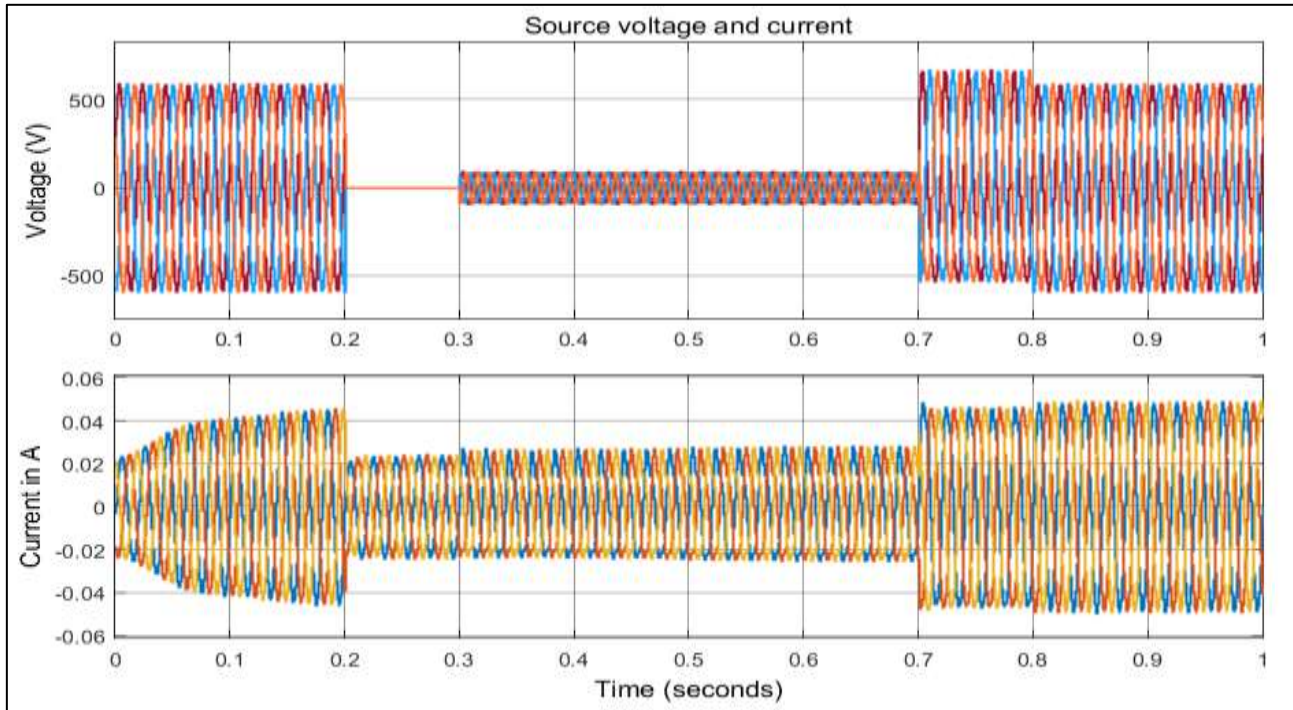 Source voltage and current
Voltage (V)
500
0
-500
0 0.1 0.2 0.3 0.4 0.5 0.6 0.7 0.8 0.9 1
Current in A
0.06
0.04
0.02
0
-0.02
-0.04
-0.06
0 0.1 0.2 0.3 0.4 0.5 0.6 0.7 0.8 0.9 1
Time (seconds)